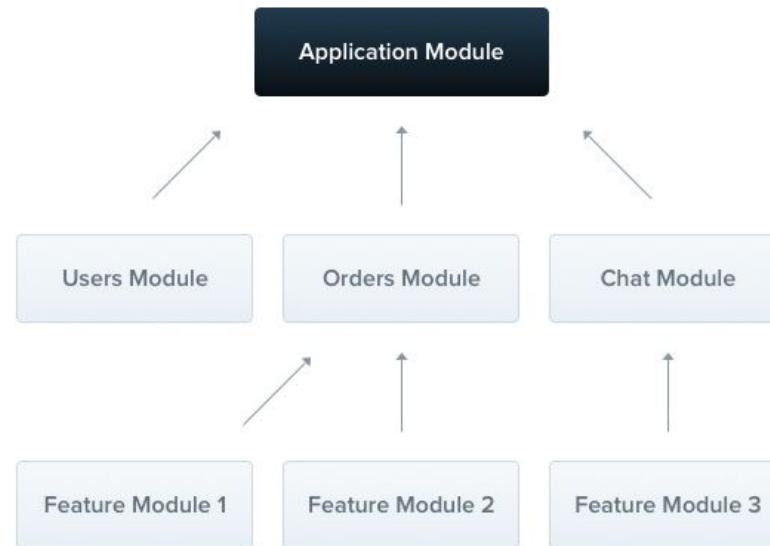 Application Module
Users Module
Orders Module
Chat Module
Feature Module 1
Feature Module 2
Feature Module 3